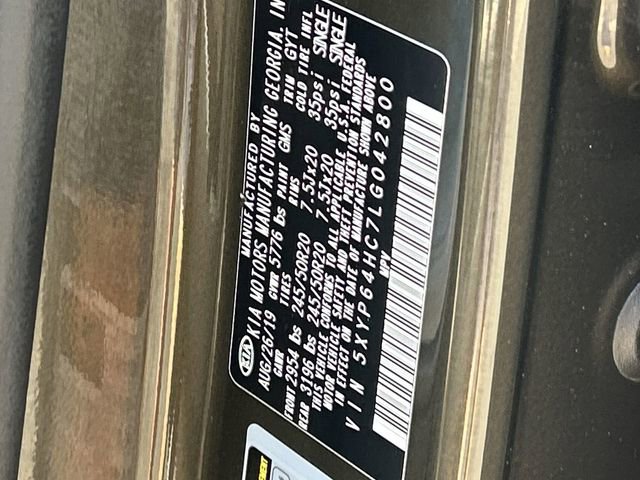 MANUFACTURED BY
KIA KIA MOTORS MANUFACTURING GEORGIA, IN
AUG/26/19 GVWR 5776 lbs PAINT GMS TRIM GYT
GAWR TIRES RIMS COLD TIRE INFL
FRONT 2954 lbs 245/50R20 7.5Jx20 35psi SINGLE
REAR 3196 lbs 245/50R20 7.5Jx20 35psi SINGLE
THIS VEHICLE CONFORMS TO ALL APPLICABLE U.S.A. FEDERAL
MOTOR VEHICLE SAFETY AND THEFT PREVENTION STANDARDS
IN EFFECT ON THE DATE OF MANUFACTURE SHOWN ABOVE
VIN 5XYP64HC7LG042800
MPV